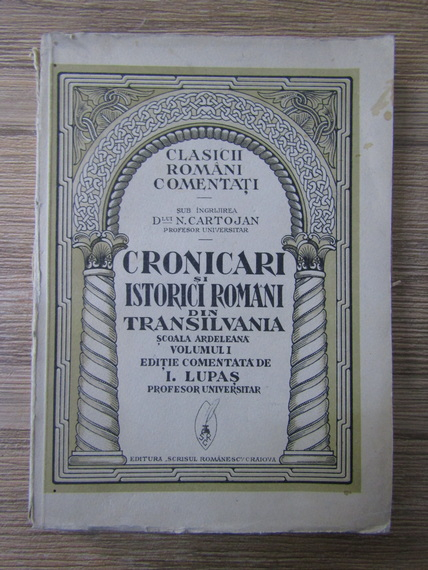 CLASICII
ROMÂNI
COMENTAȚI
SUB ÎNGRIJIREA
DLUI N. CARTOJAN
PROFESOR UNIVERSITAR
CRONICARI
ȘI
ISTORICI ROMÂNI
DIN
TRANSILVANIA
ȘCOALA ARDELEANĂ
VOLUMUL I
EDIȚIE COMENTATĂ DE
I. LUPAȘ
PROFESOR UNIVERSITAR
EDITURA „SCRISUL ROMÂNESC” CRAIOVA